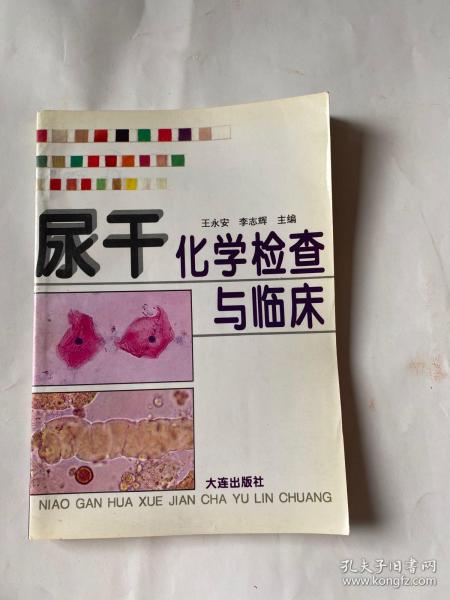 王永安 李志辉 主编
尿干化学检查
与临床
大连出版社
NIAO GAN HUA XUE JIAN CHA YU LIN CHUANG
孔夫子旧书网
www.kongfz.com